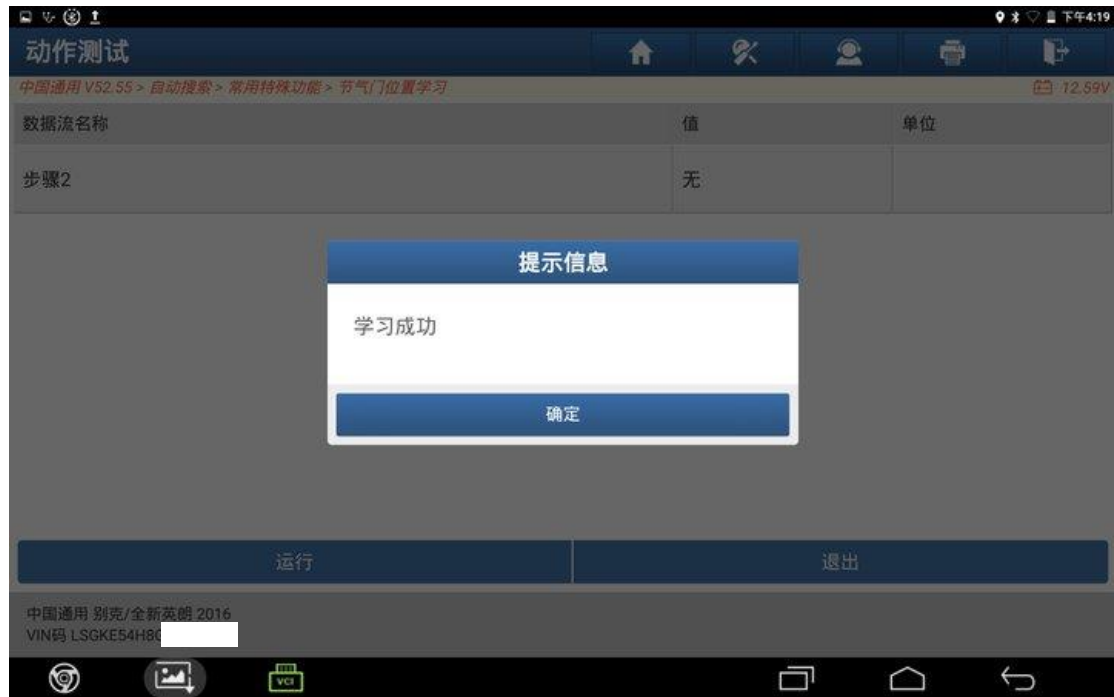 下午4:19
动作测试
中国通用 V52.55 > 自动搜索 > 常用特殊功能 > 节气门位置学习
12.59V
数据流名称 值 单位
步骤2 无
提示信息
学习成功
确定
运行 退出
中国通用 别克/全新英朗 2016
VIN码 LSGKE54H8
VCI